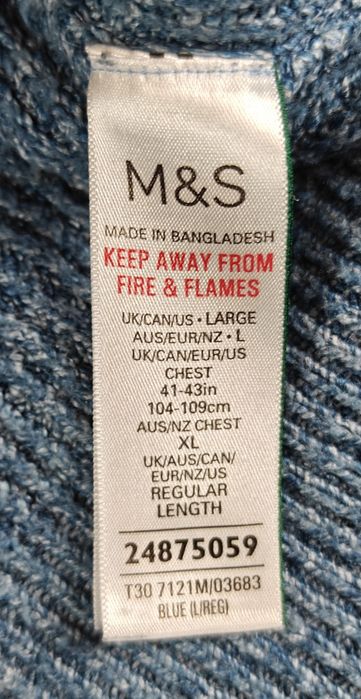 M&S
MADE IN BANGLADESH
KEEP AWAY FROM
FIRE & FLAMES
UK/CAN/US • LARGE
AUS/EUR/NZ • L
UK/CAN/EUR/US
CHEST
41-43in
104-109cm
AUS/NZ CHEST
XL
UK/AUS/CAN/
EUR/NZ/US
REGULAR
LENGTH
24875059
T30 7121M/03683
BLUE (L/REG)